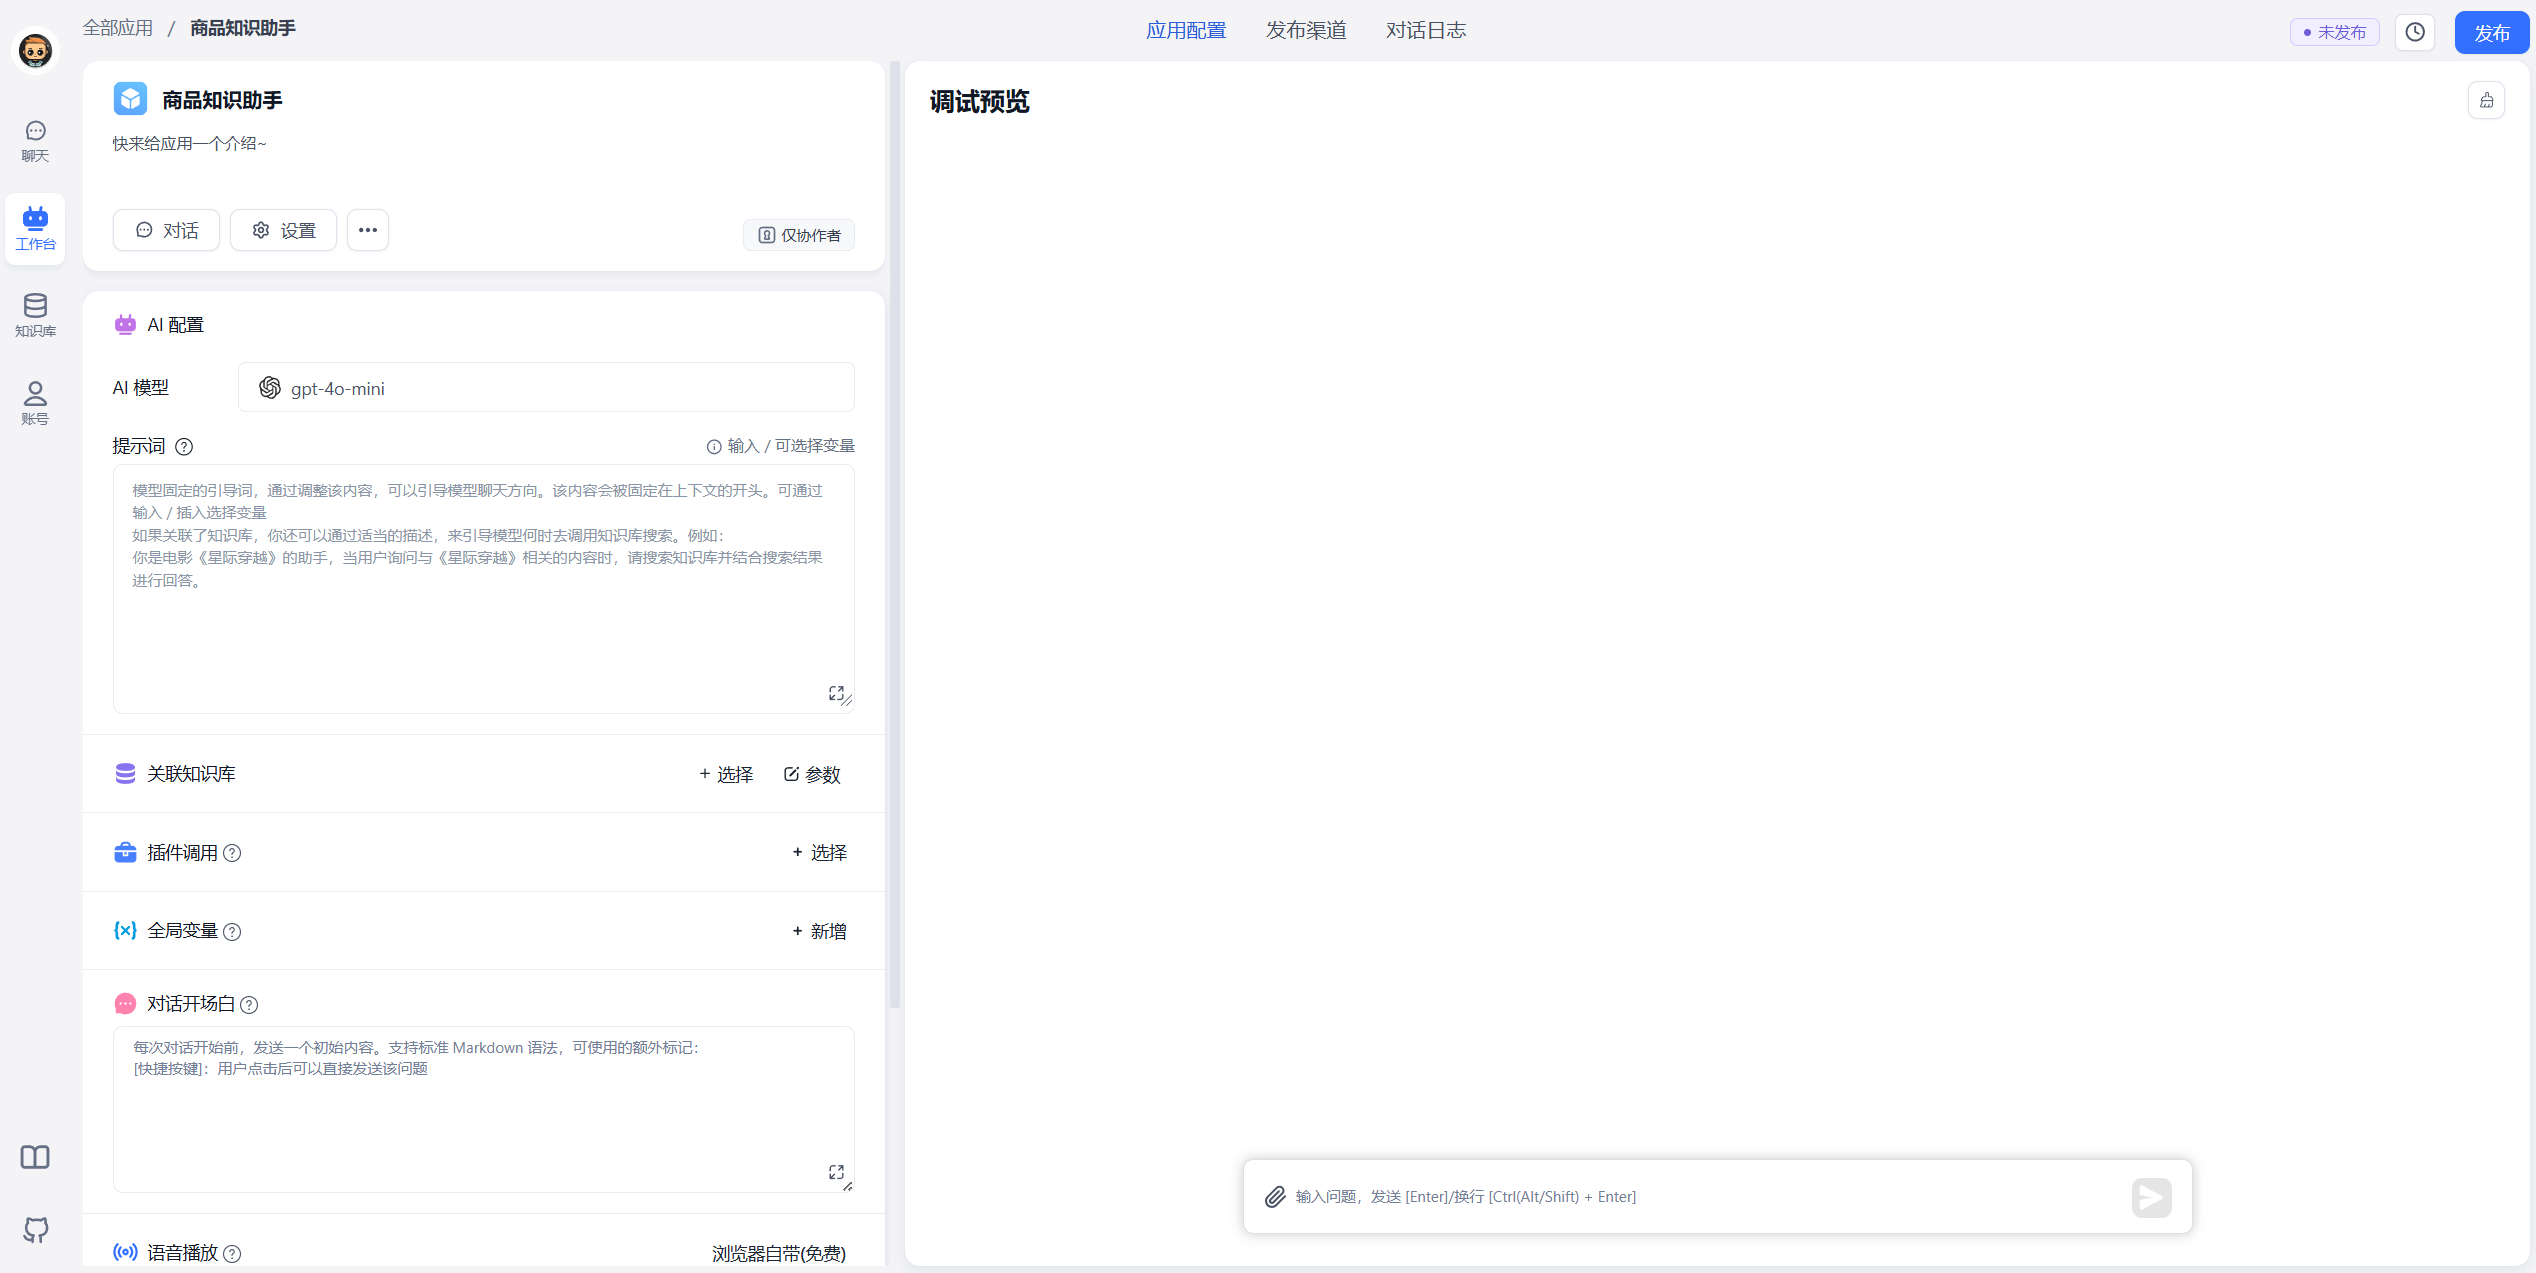 全部应用 / 商品知识助手
应用配置 发布渠道 对话日志
未发布
发布
聊天
工作台
知识库
账号
商品知识助手
快来给应用一个介绍~
对话
设置
仅协作者
AI 配置
AI 模型
gpt-4o-mini
提示词
输入 / 可选择变量
模型固定的引导词，通过调整该内容，可以引导模型聊天方向。该内容会被固定在上下文的开头。可通过
输入 / 插入选择变量
如果关联了知识库，你还可以通过适当的描述，来引导模型何时去调用知识库搜索。例如：
你是电影《星际穿越》的助手，当用户询问与《星际穿越》相关的内容时，请搜索知识库并结合搜索结果
进行回答。
关联知识库
+ 选择
参数
插件调用
+ 选择
全局变量
+ 新增
对话开场白
每次对话开始前，发送一个初始内容。支持标准 Markdown 语法，可使用的额外标记：
[快捷按键]：用户点击后可以直接发送该问题
语音播放
浏览器自带(免费)
调试预览
输入问题，发送 [Enter]/换行 [Ctrl(Alt/Shift) + Enter]